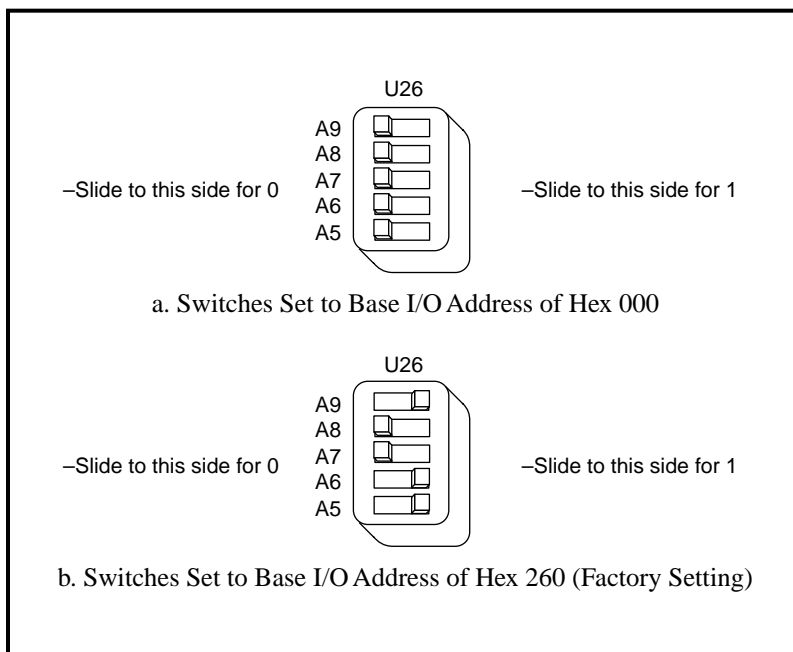 U26
A9
A8
A7
A6
A5
–Slide to this side for 0
–Slide to this side for 1
a. Switches Set to Base I/O Address of Hex 000
U26
A9
A8
A7
A6
A5
–Slide to this side for 0
–Slide to this side for 1
b. Switches Set to Base I/O Address of Hex 260 (Factory Setting)